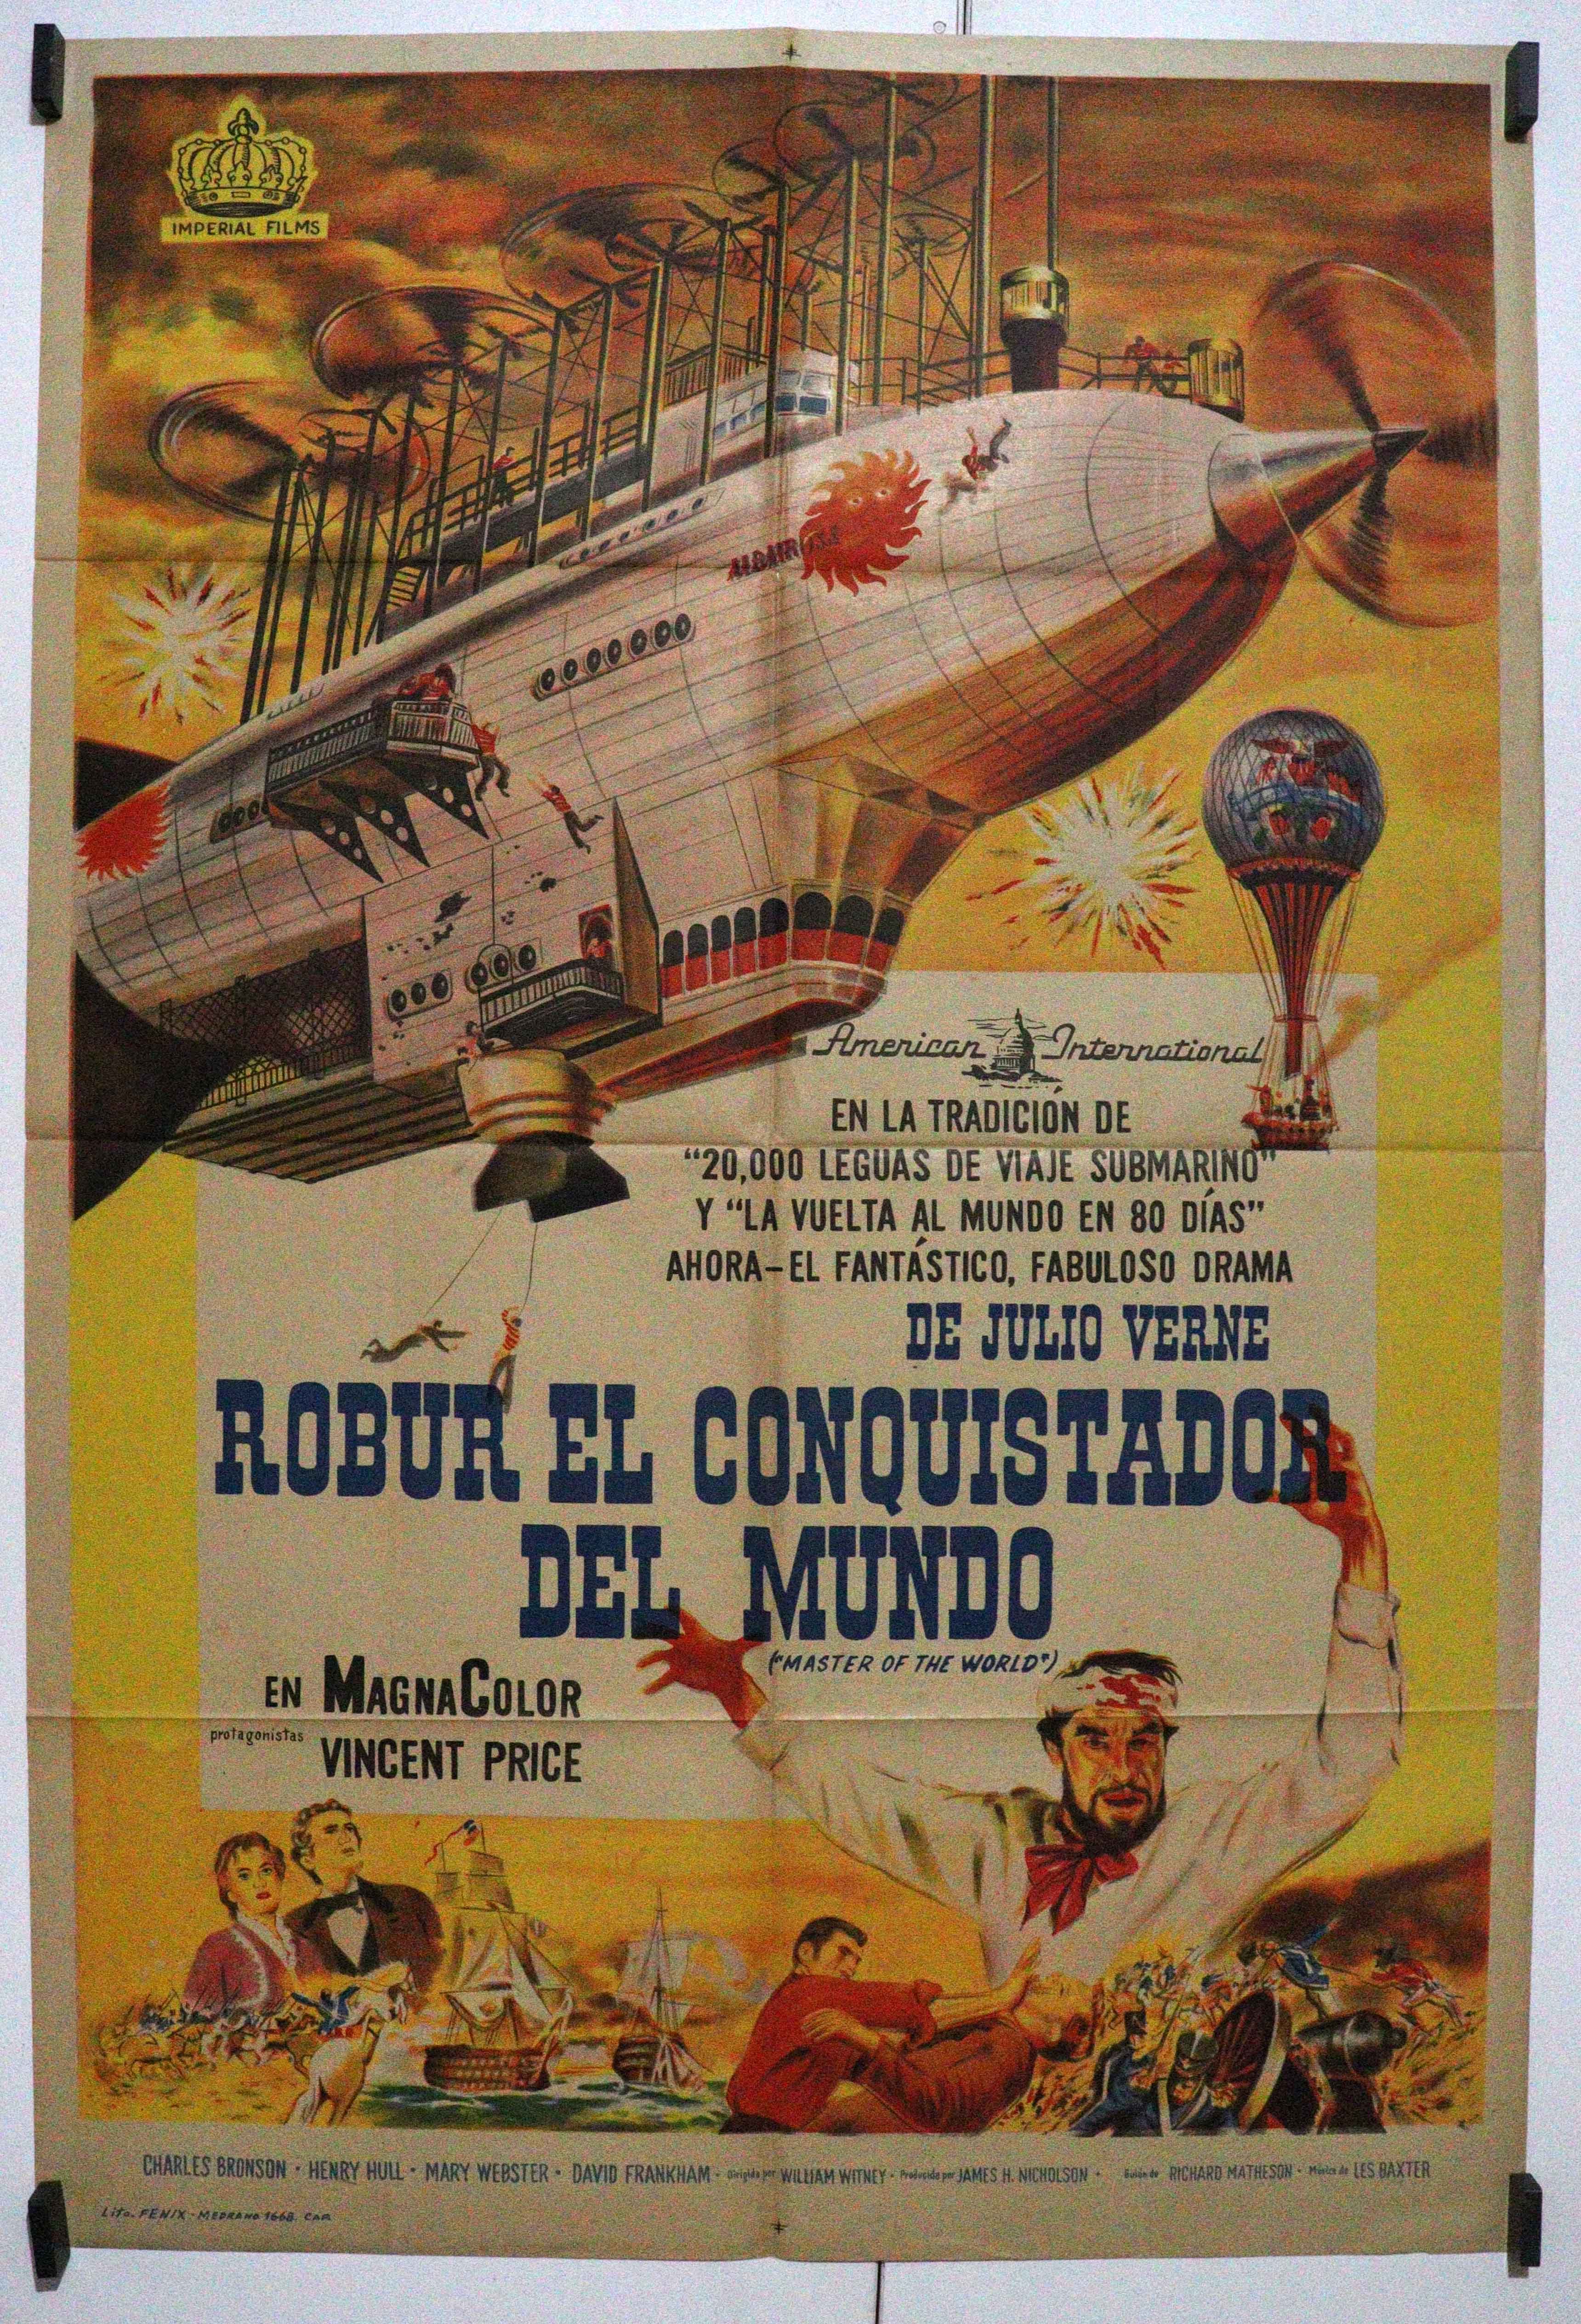 IMPERIAL FILMS
ALBATROSS
American International
EN LA TRADICIÓN DE
"20,000 LEGUAS DE VIAJE SUBMARINO"
Y "LA VUELTA AL MUNDO EN 80 DÍAS"
AHORA-EL FANTÁSTICO, FABULOSO DRAMA
DE JULIO VERNE
ROBUR EL CONQUISTADOR
DEL MUNDO
("MASTER OF THE WORLD")
EN MAGNACOLOR
protagonistas VINCENT PRICE
CHARLES BRONSON · HENRY HULL · MARY WEBSTER · DAVID FRANKHAM · Dirigida por WILLIAM WITNEY · Producida por JAMES H. NICHOLSON · Guión de RICHARD MATHESON · Música de LES BAXTER
Lito. FENIX - MEDRANO 1668. CAP.